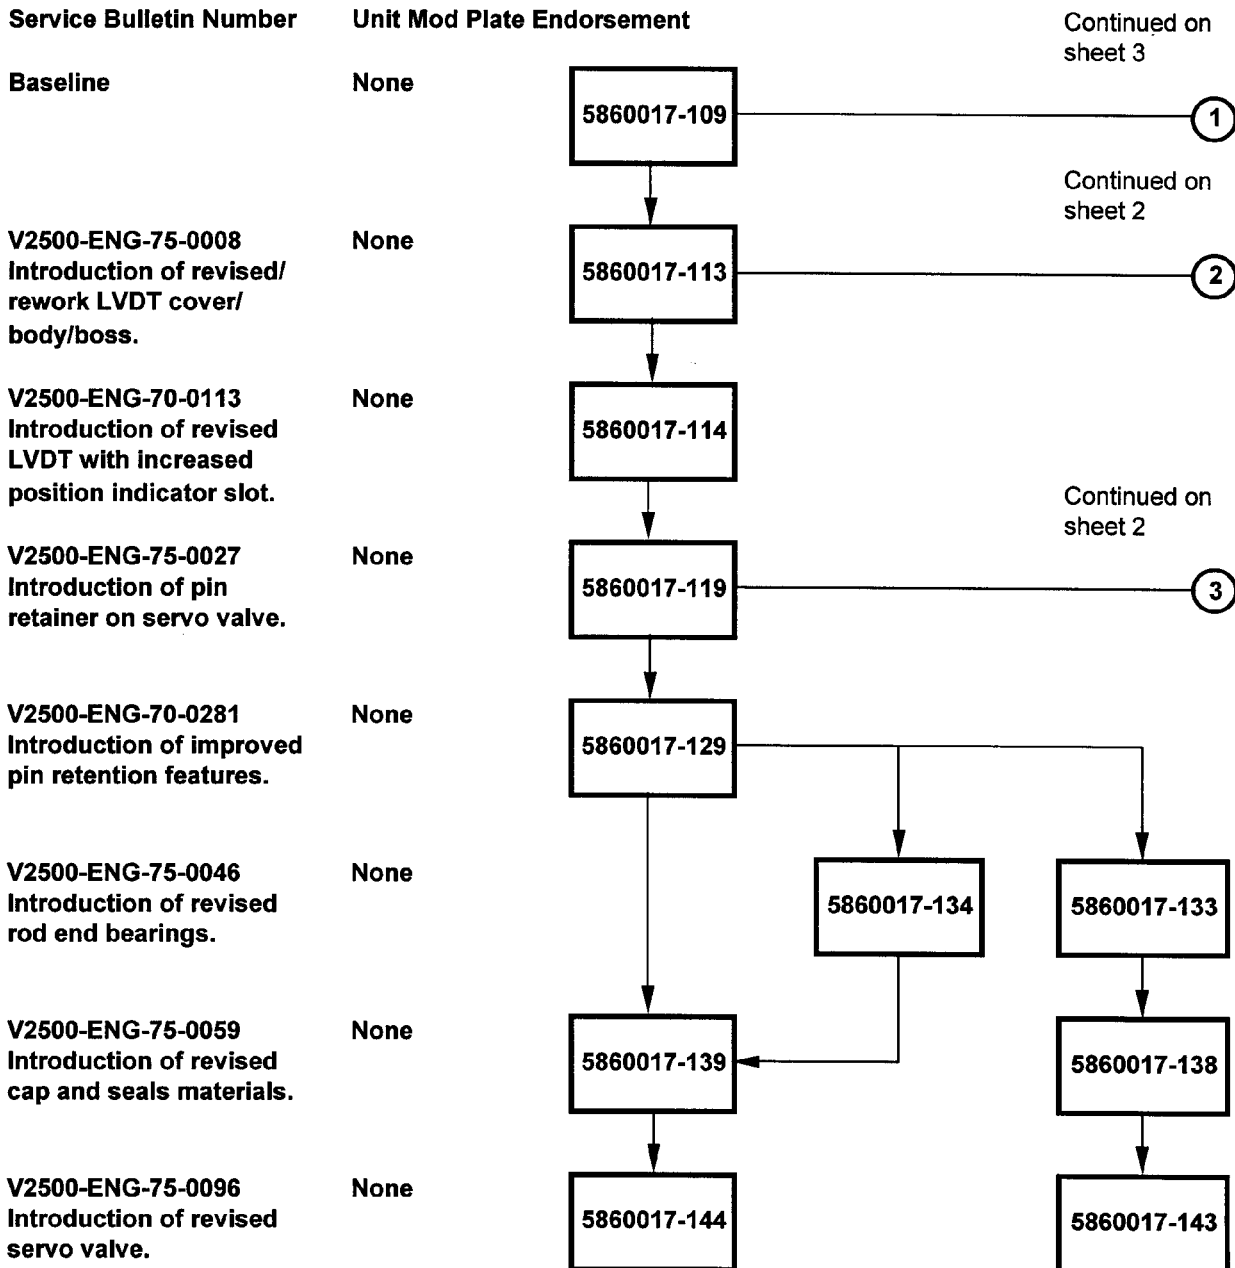 Service Bulletin Number Unit Mod Plate Endorsement
Continued on
sheet 3
Baseline None
5860017-109
1
Continued on
sheet 2
V2500-ENG-75-0008 None
Introduction of revised/
rework LVDT cover/
body/boss.
5860017-113
2
V2500-ENG-70-0113 None
Introduction of revised
LVDT with increased
position indicator slot.
5860017-114
Continued on
sheet 2
V2500-ENG-75-0027 None
Introduction of pin
retainer on servo valve.
5860017-119
3
V2500-ENG-70-0281 None
Introduction of improved
pin retention features.
5860017-129
V2500-ENG-75-0046 None
Introduction of revised
rod end bearings.
5860017-134
5860017-133
V2500-ENG-75-0059 None
Introduction of revised
cap and seals materials.
5860017-139
5860017-138
V2500-ENG-75-0096 None
Introduction of revised
servo valve.
5860017-144
5860017-143